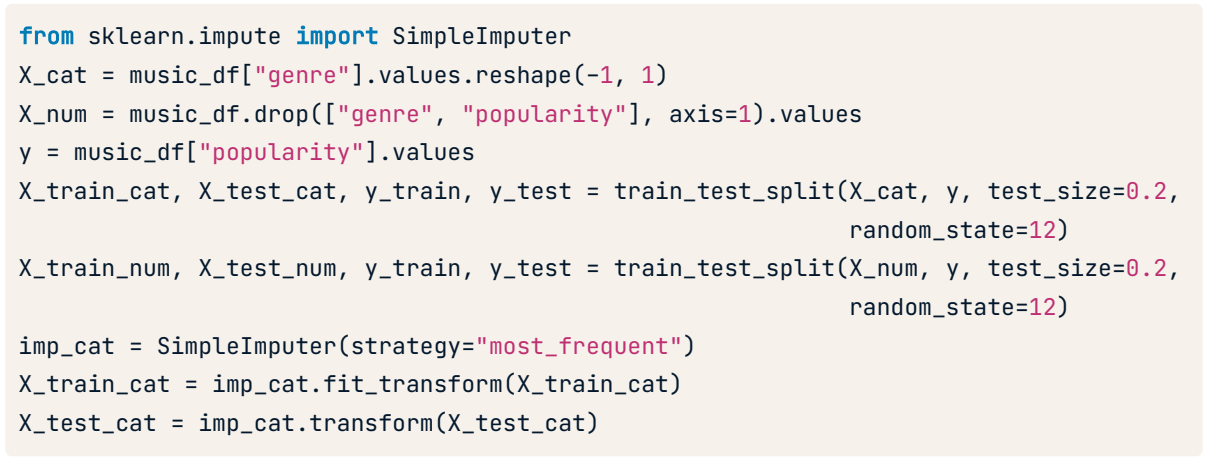 from sklearn.impute import SimpleImputer
X_cat = music_df["genre"].values.reshape(-1, 1)
X_num = music_df.drop(["genre", "popularity"], axis=1).values
y = music_df["popularity"].values
X_train_cat, X_test_cat, y_train, y_test = train_test_split(X_cat, y, test_size=0.2,
random_state=12)
X_train_num, X_test_num, y_train, y_test = train_test_split(X_num, y, test_size=0.2,
random_state=12)
imp_cat = SimpleImputer(strategy="most_frequent")
X_train_cat = imp_cat.fit_transform(X_train_cat)
X_test_cat = imp_cat.transform(X_test_cat)